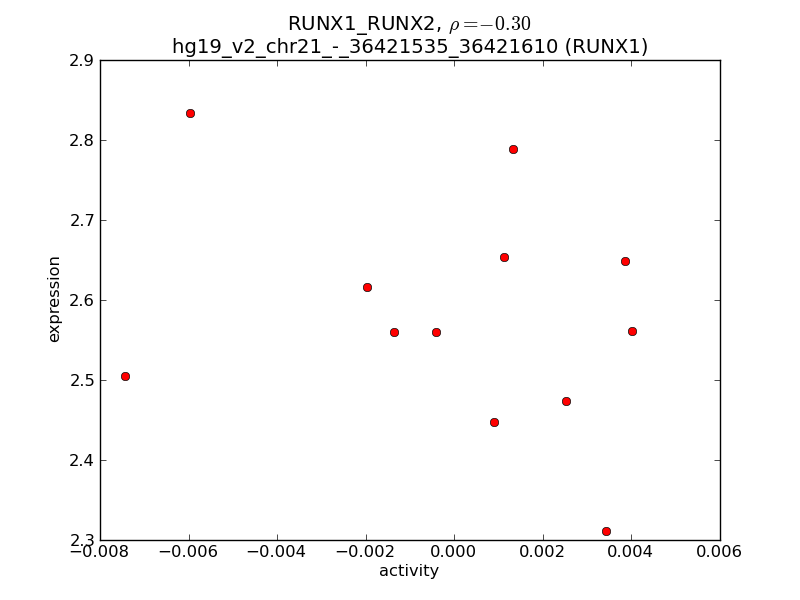 RUNX1_RUNX2, ρ=−0.30
hg19_v2_chr21_-_36421535_36421610 (RUNX1)
2.9
2.8
2.7
2.6
2.5
2.4
2.3
expression
−0.008 −0.006 −0.004 −0.002 0.000 0.002 0.004 0.006
activity